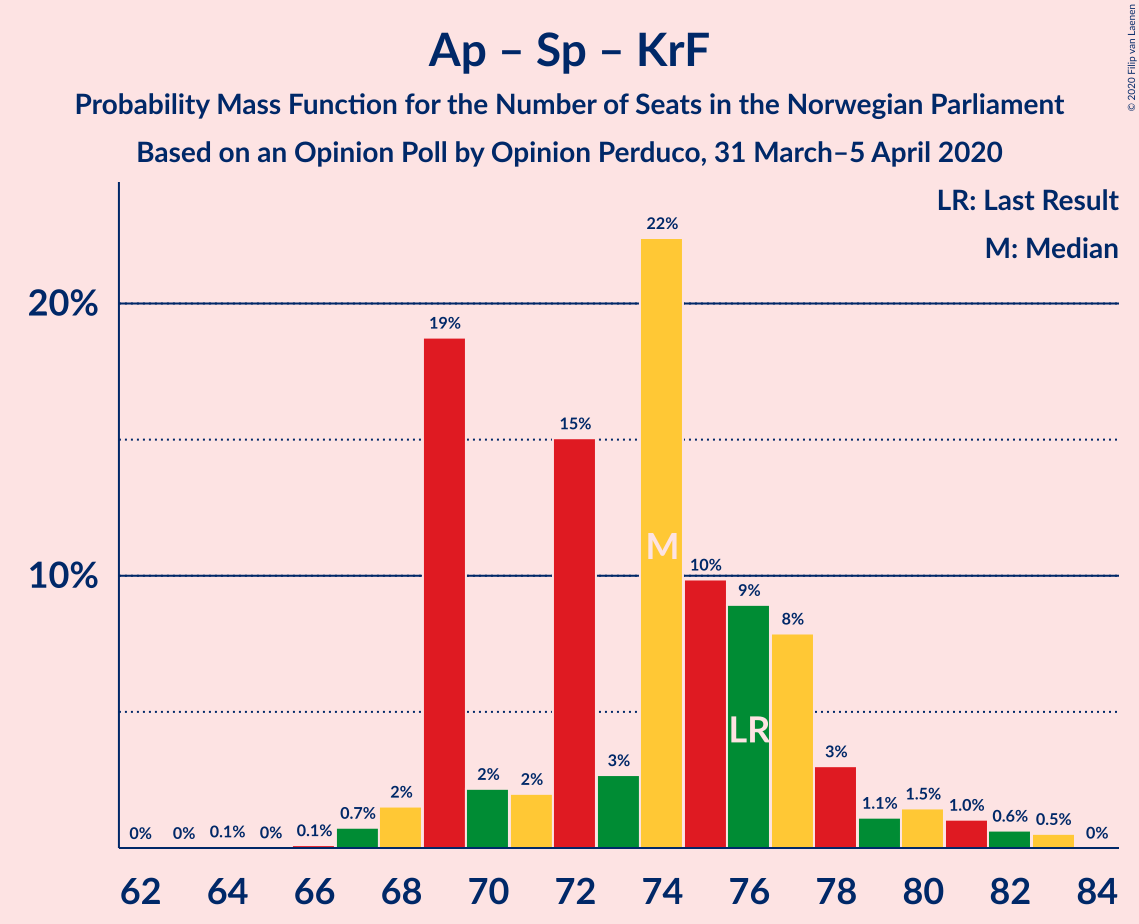 Ap – Sp – KrF
Probability Mass Function for the Number of Seats in the Norwegian Parliament
Based on an Opinion Poll by Opinion Perduco, 31 March–5 April 2020
© 2020 Filip van Laenen
LR: Last Result
M: Median
20%
10%
0% 0% 0.1% 0% 0.1% 0.7% 2% 19% 2% 2% 15% 3% 22% 10% 9% 8% 3% 1.1% 1.5% 1.0% 0.6% 0.5% 0%
M
LR
62 64 66 68 70 72 74 76 78 80 82 84